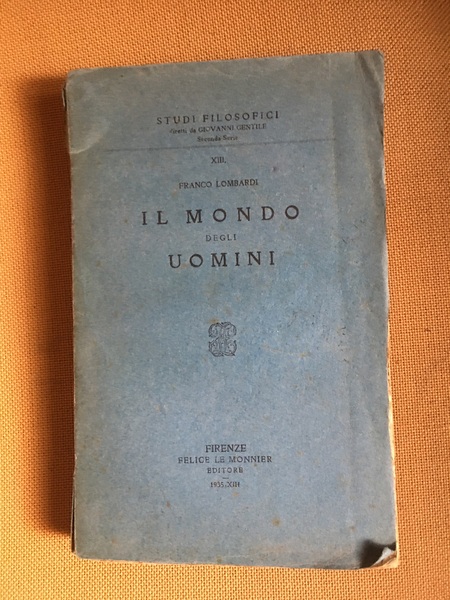 STUDI FILOSOFICI
diretti da GIOVANNI GENTILE
Seconda Serie
XIII.
FRANCO LOMBARDI
IL MONDO
DEGLI
UOMINI
FIRENZE
FELICE LE MONNIER
EDITORE
1935-XIII